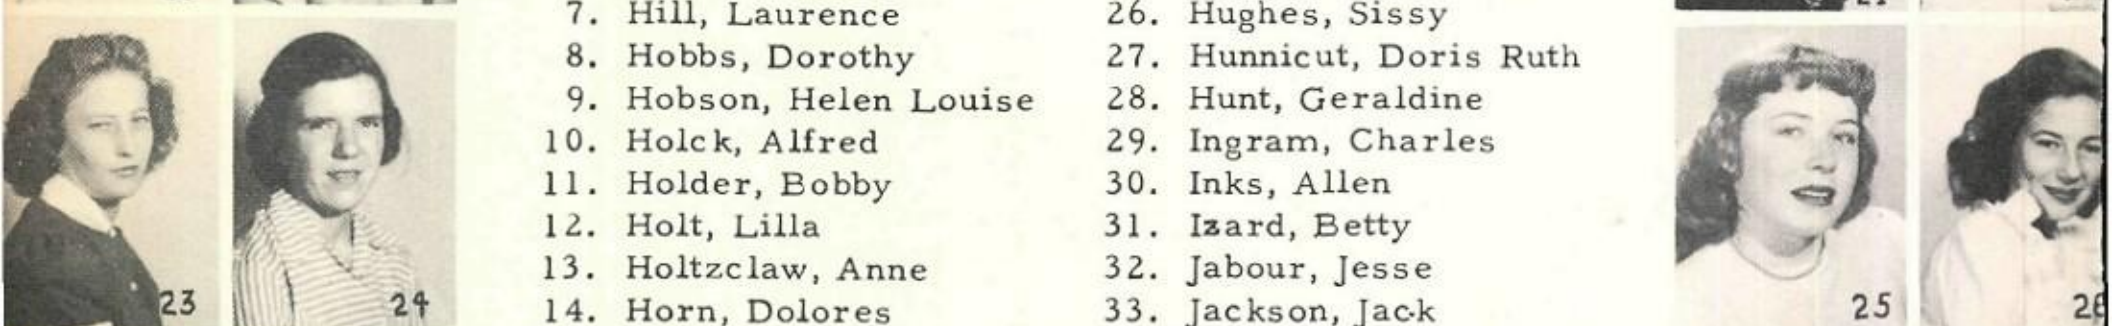 7. Hill, Laurence
8. Hobbs, Dorothy
9. Hobson, Helen Louise
10. Holck, Alfred
11. Holder, Bobby
12. Holt, Lilla
13. Holtzclaw, Anne
14. Horn, Dolores
26. Hughes, Sissy
27. Hunnicut, Doris Ruth
28. Hunt, Geraldine
29. Ingram, Charles
30. Inks, Allen
31. Izard, Betty
32. Jabour, Jesse
33. Jackson, Jack
23
24
25
26